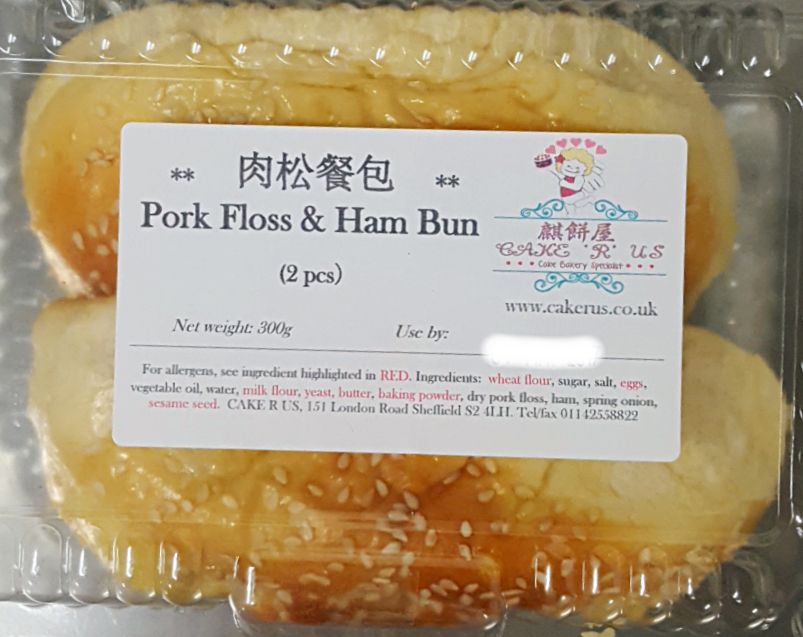 ** 肉松餐包 **
Pork Floss & Ham Bun
(2 pcs)
麒餅屋
CAKE 'R' US
Cake Bakery Specialist
www.cakerus.co.uk
Net weight: 300g Use by:
For allergens, see ingredient highlighted in RED. Ingredients: wheat flour, sugar, salt, eggs,
vegetable oil, water, milk flour, yeast, butter, baking powder, dry pork floss, ham, spring onion,
sesame seed. CAKE R US, 151 London Road Sheffield S2 4LH. Tel/fax 01142558822